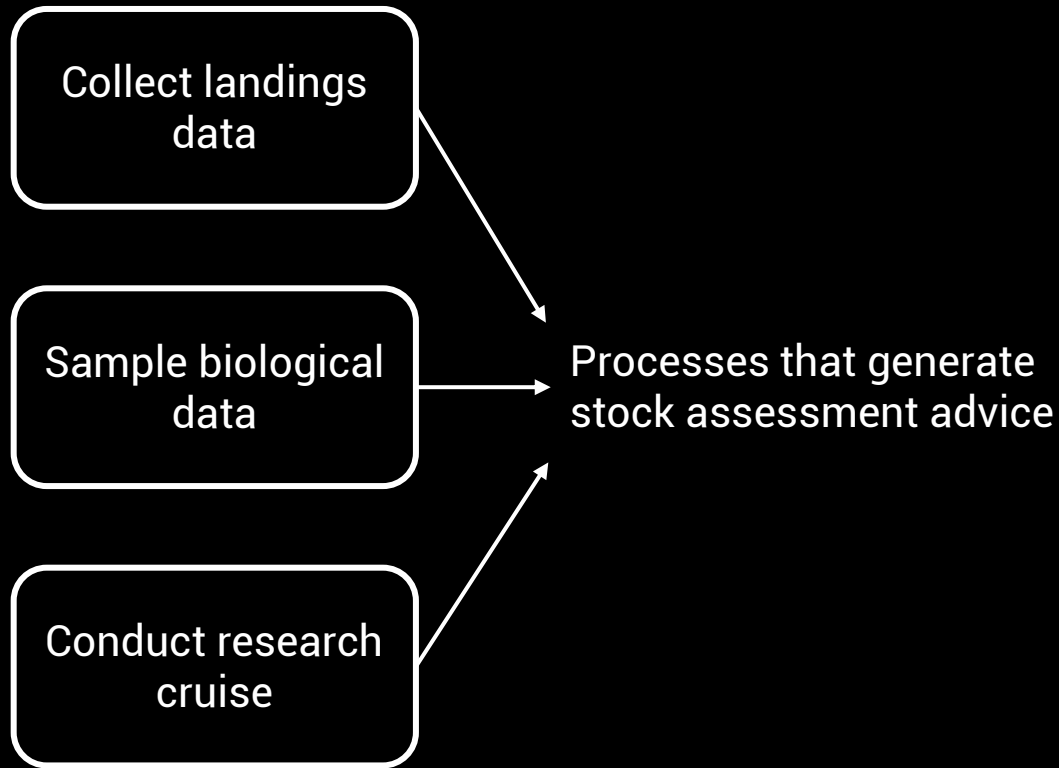 Collect landings
data
Sample biological
data
Processes that generate
stock assessment advice
Conduct research
cruise